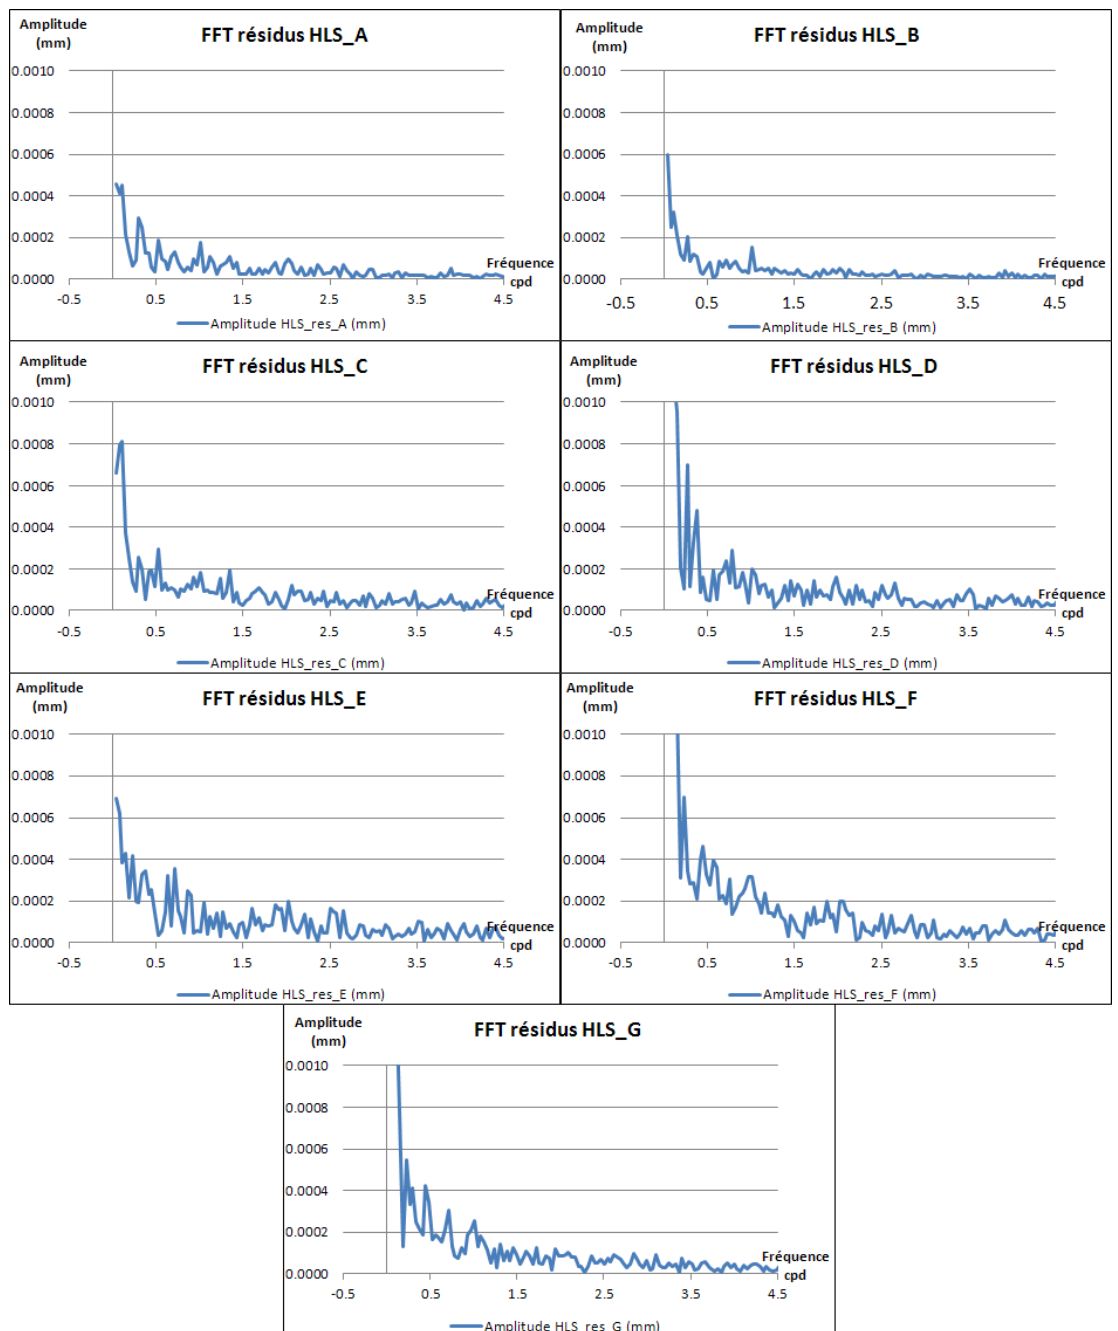 Amplitude
(mm)
FFT résidus HLS_A
0.0010
0.0008
0.0006
0.0004
0.0002
0.0000
-0.5 0.5 1.5 2.5 3.5 4.5
Fréquence
cpd
Amplitude HLS_res_A (mm)
Amplitude
(mm)
FFT résidus HLS_B
0.0010
0.0008
0.0006
0.0004
0.0002
0.0000
-0.5 0.5 1.5 2.5 3.5 4.5
Fréquence
cpd
Amplitude HLS_res_B (mm)
Amplitude
(mm)
FFT résidus HLS_C
0.0010
0.0008
0.0006
0.0004
0.0002
0.0000
-0.5 0.5 1.5 2.5 3.5 4.5
Fréquence
cpd
Amplitude HLS_res_C (mm)
Amplitude
(mm)
FFT résidus HLS_D
0.0010
0.0008
0.0006
0.0004
0.0002
0.0000
-0.5 0.5 1.5 2.5 3.5 4.5
Fréquence
cpd
Amplitude HLS_res_D (mm)
Amplitude
(mm)
FFT résidus HLS_E
0.0010
0.0008
0.0006
0.0004
0.0002
0.0000
-0.5 0.5 1.5 2.5 3.5 4.5
Fréquence
cpd
Amplitude HLS_res_E (mm)
Amplitude
(mm)
FFT résidus HLS_F
0.0010
0.0008
0.0006
0.0004
0.0002
0.0000
-0.5 0.5 1.5 2.5 3.5 4.5
Fréquence
cpd
Amplitude HLS_res_F (mm)
Amplitude
(mm)
FFT résidus HLS_G
0.0010
0.0008
0.0006
0.0004
0.0002
0.0000
-0.5 0.5 1.5 2.5 3.5 4.5
Fréquence
cpd
Amplitude HLS_res_G (mm)